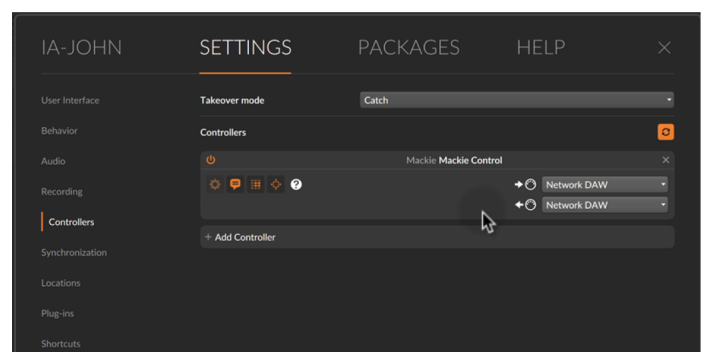 IA-JOHN SETTINGS PACKAGES HELP
User Interface
Takeover mode Catch
Behavior
Controllers
Audio
Mackie Mackie Control
Recording
Network DAW
Controllers
Network DAW
+ Add Controller
Synchronization
Locations
Plug-ins
Shortcuts